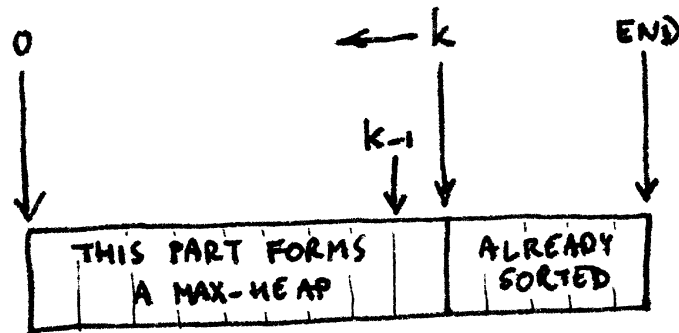 0
k
END
k-1
THIS PART FORMS
A MAX-HEAP
ALREADY
SORTED